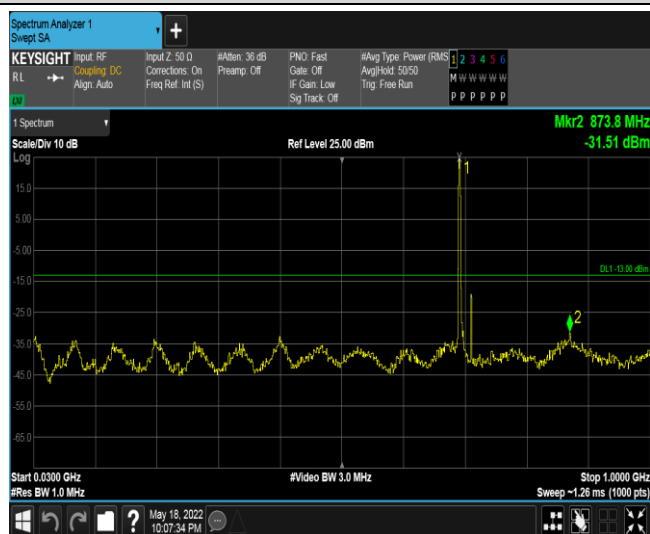 Spectrum Analyzer 1
Swept SA
+
KEYSIGHT Input: RF Input Z: 50 Ω #Atten: 36 dB PNO: Fast #Avg Type: Power (RMS 1 2 3 4 5 6
RL Coupling: DC Corrections: On Preamp: Off Gate: Off Avg|Hold: 50/50 M W W W W W
Align: Auto Freq Ref: Int (S) IF Gain: Low Trig: Free Run
Sig Track: Off P P P P P P
LXI
1 Spectrum Mkr2 873.8 MHz
Scale/Div 10 dB Ref Level 25.00 dBm -31.51 dBm
Log
1
15.0
5.00
-5.00
DL1 -13.00 dBm
-15.0
-25.0
2
-35.0
-45.0
-55.0
-65.0
Start 0.0300 GHz #Video BW 3.0 MHz Stop 1.0000 GHz
#Res BW 1.0 MHz Sweep ~1.26 ms (1000 pts)
? May 18, 2022
10:07:34 PM